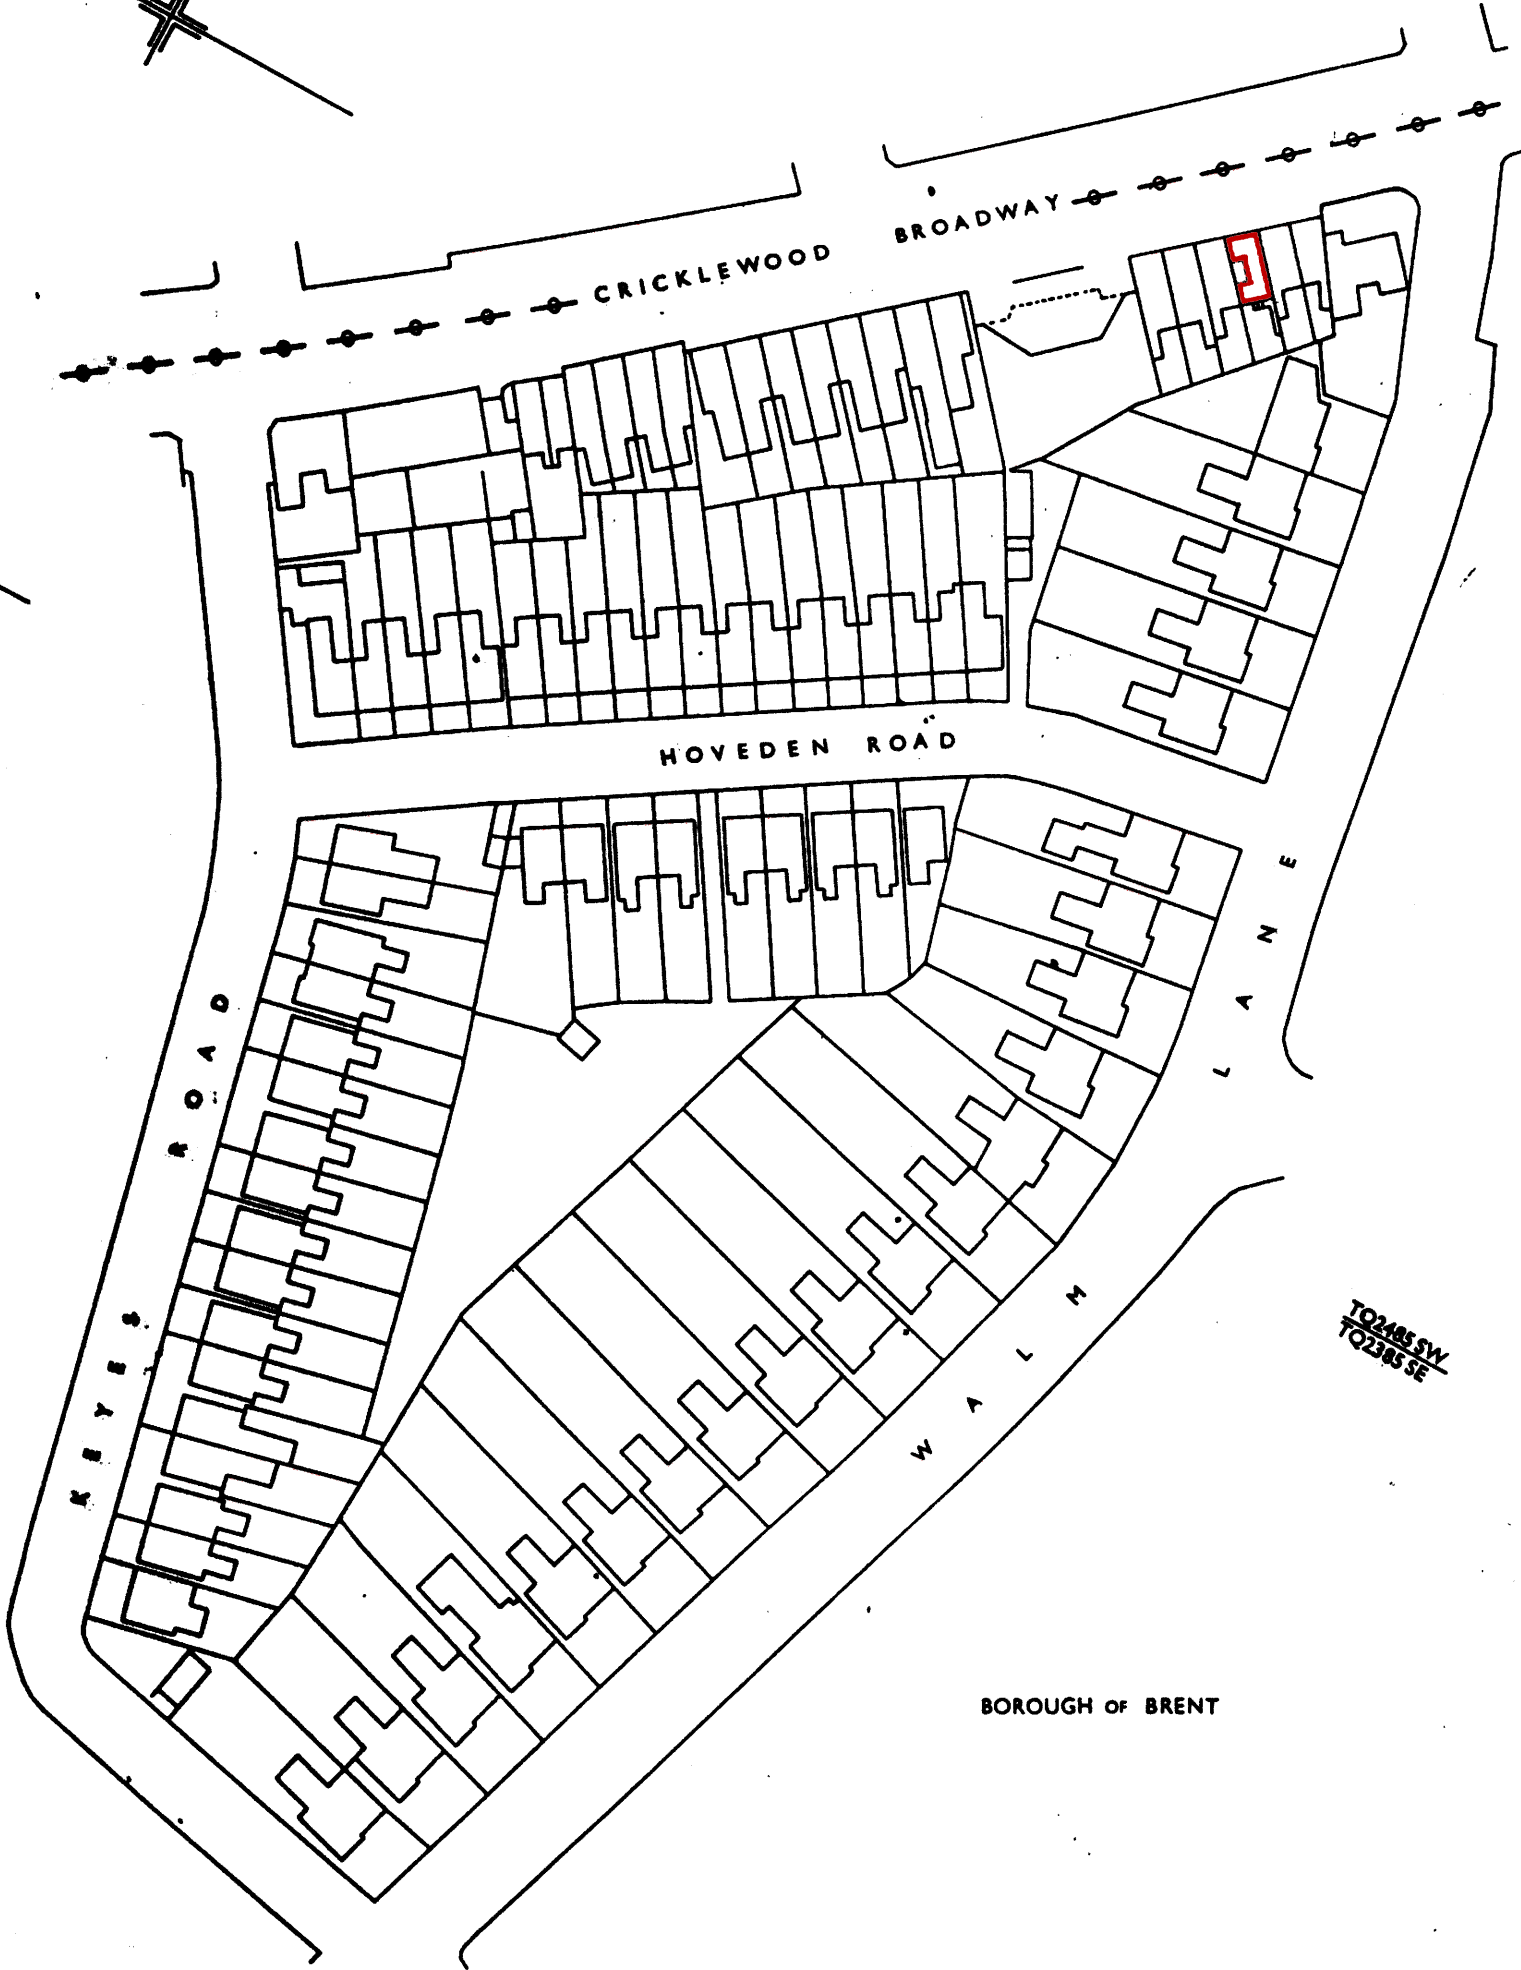 CRICKLEWOOD BROADWAY
HOVEDEN ROAD
KEYES ROAD
WALM LANE
TQ2485 SW
TQ2385 SE
BOROUGH OF BRENT